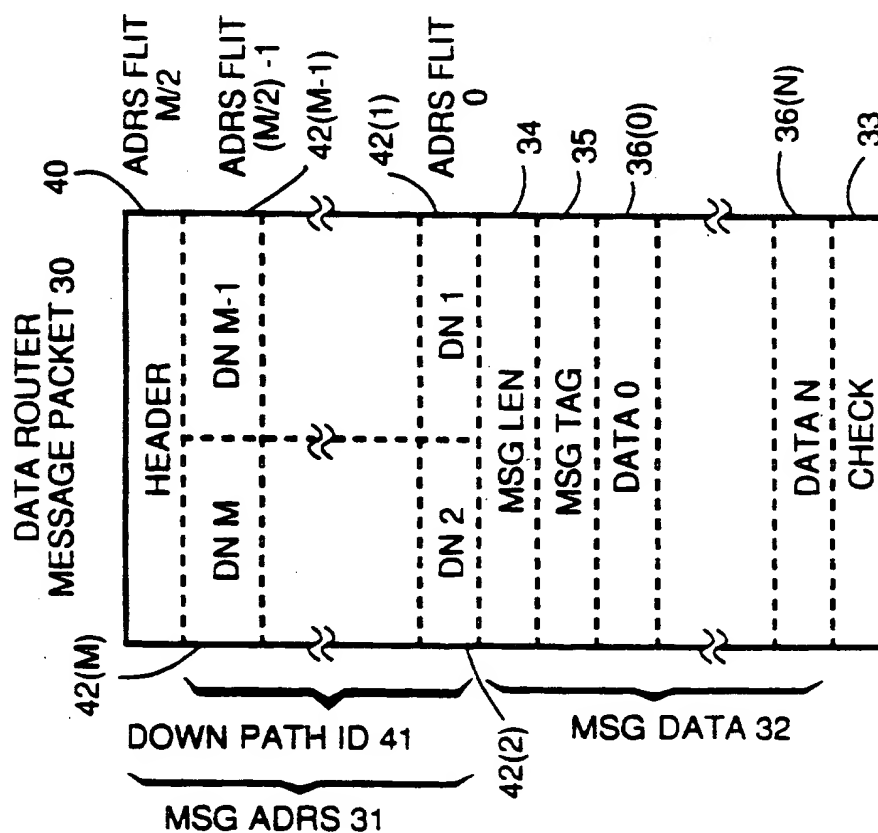 DATA ROUTER
MESSAGE PACKET 30
40
ADRS FLIT
M/2
HEADER
42(M)
DN M
DN M-1
ADRS FLIT
(M/2) -1
42(M-1)
DOWN PATH ID 41
MSG ADRS 31
42(1)
DN 2
DN 1
ADRS FLIT
0
42(2)
MSG LEN
34
MSG TAG
35
DATA 0
36(0)
MSG DATA 32
DATA N
36(N)
CHECK
33